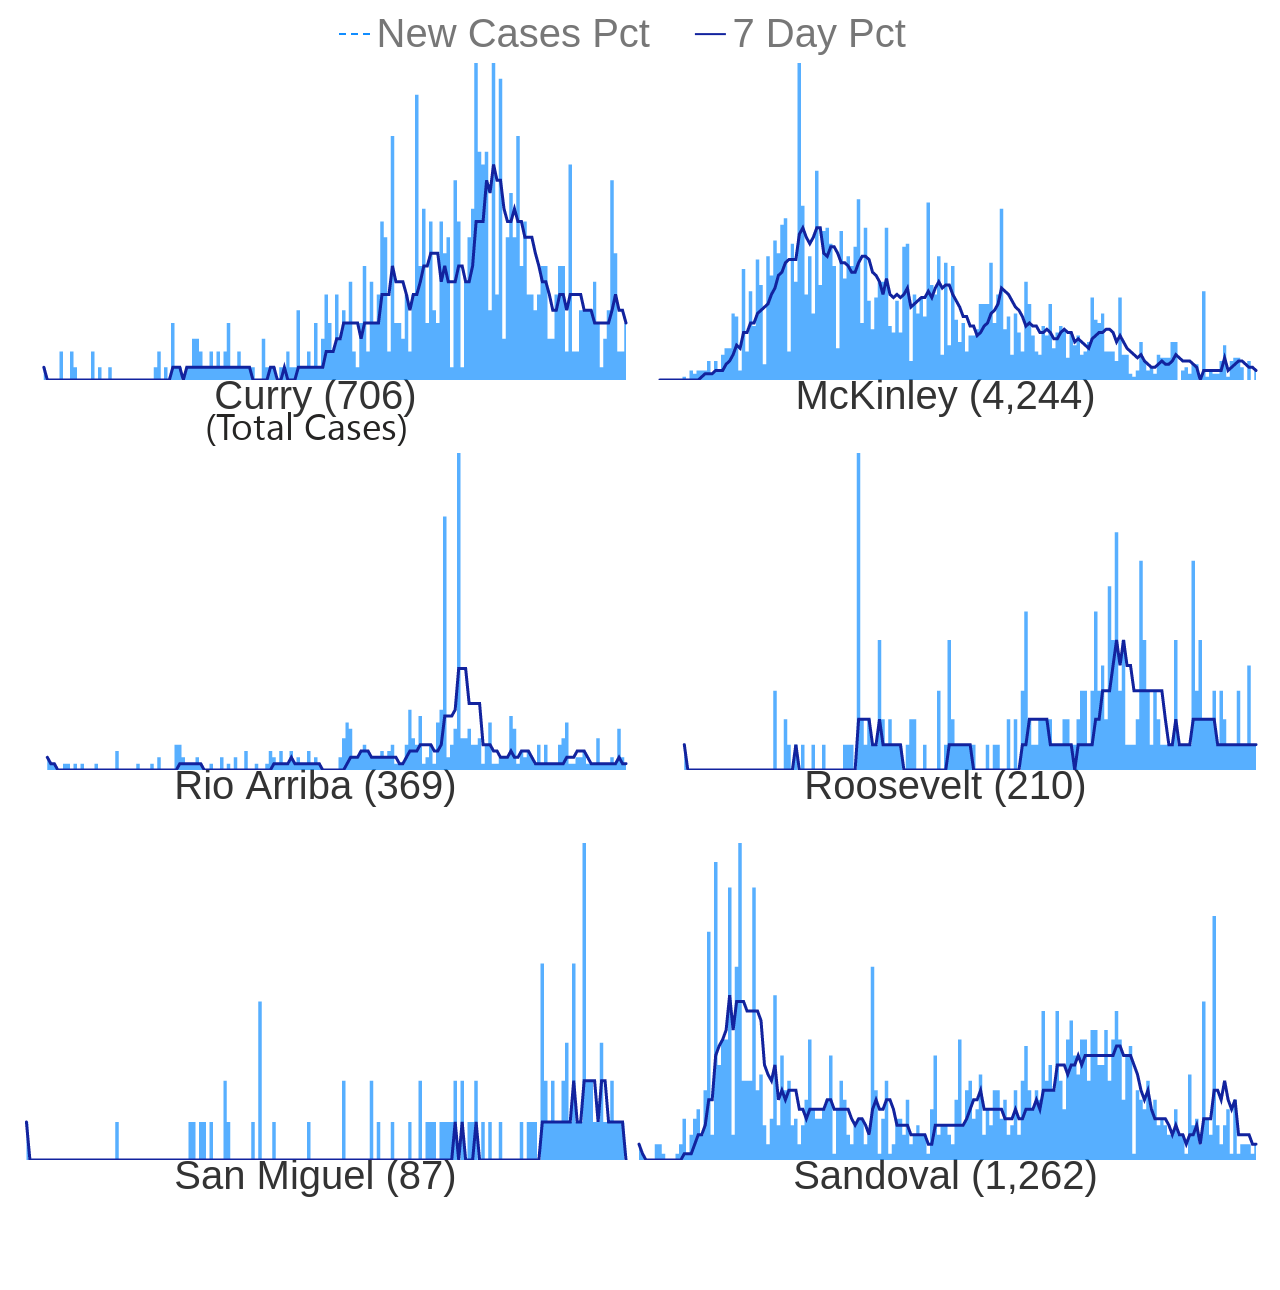 New Cases Pct 7 Day Pct
Curry (706) McKinley (4,244)
(Total Cases)
Rio Arriba (369) Roosevelt (210)
San Miguel (87) Sandoval (1,262)